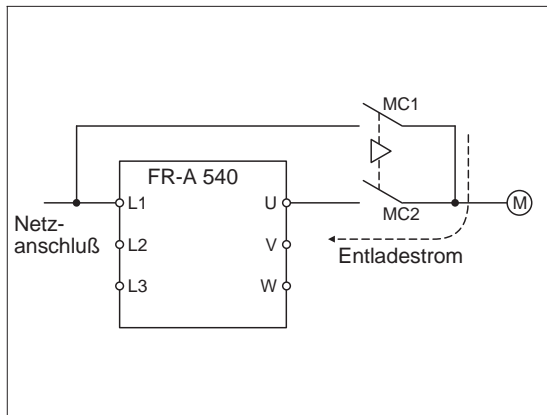 MC1
FR-A 540
L1
U
M
Netz-
anschluß
MC2
L2
V
Entladestrom
L3
W